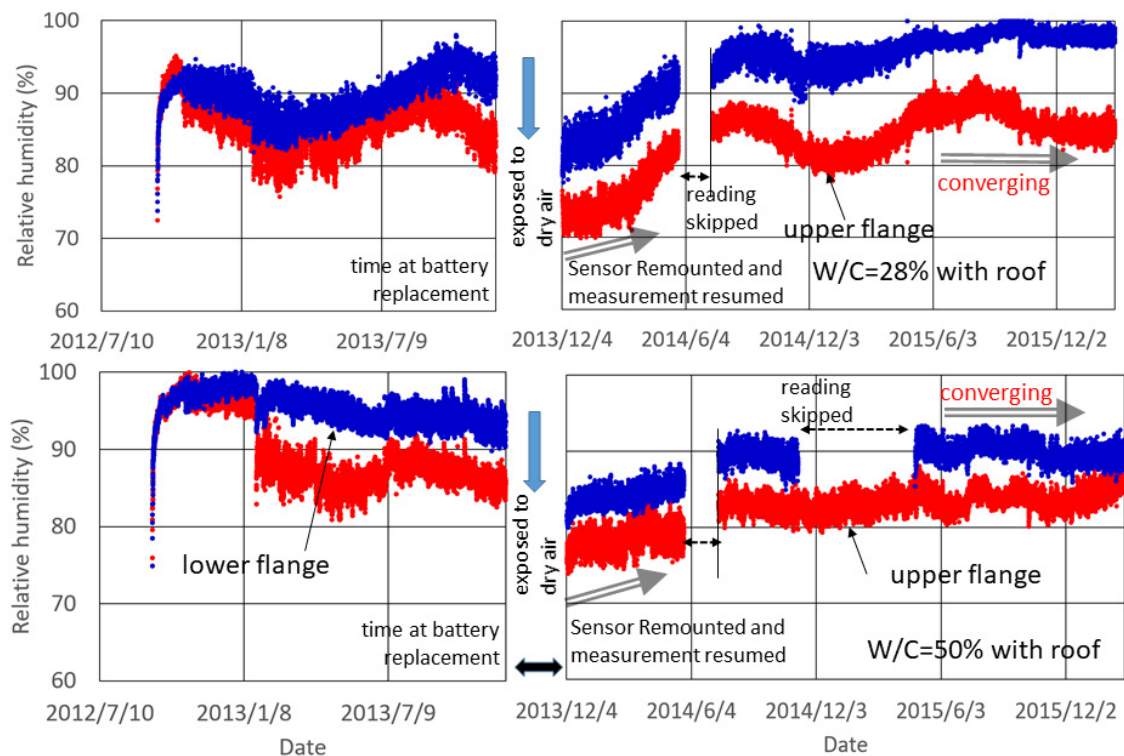 Relative humidity (%)
100
90
80
70
60
time at battery
replacement
exposed to
dry air
reading
skipped
Sensor Remounted and
measurement resumed
upper flange
converging
W/C=28% with roof
2012/7/10
2013/1/8
2013/7/9
2013/12/4
2014/6/4
2014/12/3
2015/6/3
2015/12/2
Relative humidity (%)
100
90
80
70
60
lower flange
time at battery
replacement
exposed to
dry air
reading
skipped
converging
upper flange
Sensor Remounted and
measurement resumed
W/C=50% with roof
2012/7/10
2013/1/8
2013/7/9
2013/12/4
2014/6/4
2014/12/3
2015/6/3
2015/12/2
Date
Date